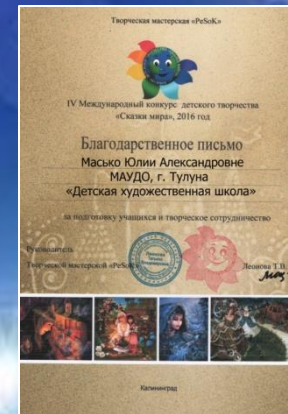 Творческая мастерская «PeSoK»
IV Международный конкурс детского творчества
«Сказки мира», 2016 год
Благодарственное письмо
Масько Юлии Александровне
МАУДО, г. Тулуна
«Детская художественная школа»
за подготовку учащихся и творческое сотрудничество
Руководитель
Творческой мастерской «PeSoK»
Леонова Т.В.
Калининград